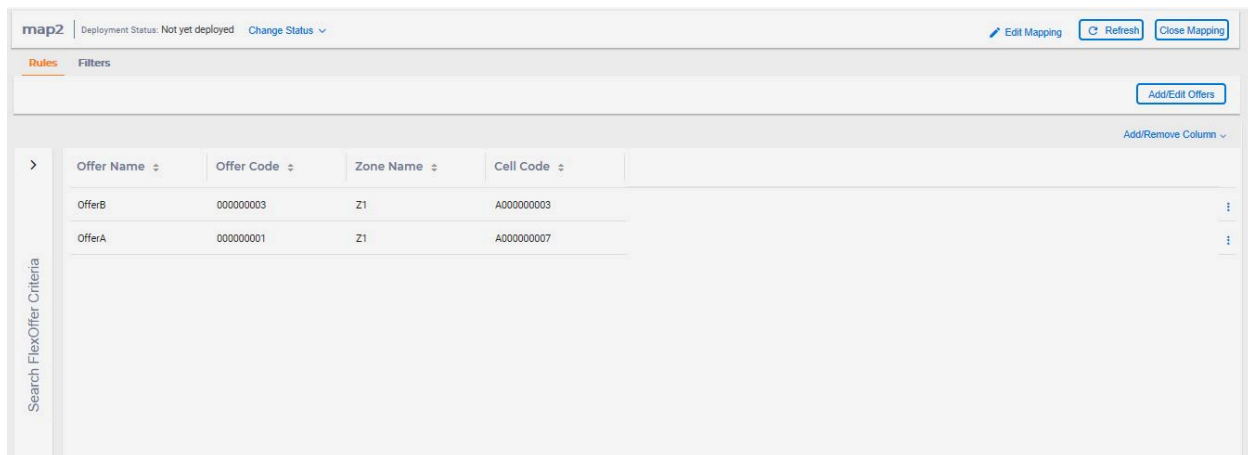 map2 Deployment Status: Not yet deployed Change Status Edit Mapping Refresh Close Mapping
Rules Filters
Add/Edit Offers
Add/Remove Column
Offer Name Offer Code Zone Name Cell Code
OfferB 000000003 Z1 A000000003
OfferA 000000001 Z1 A000000007
Search FlexOffer Criteria